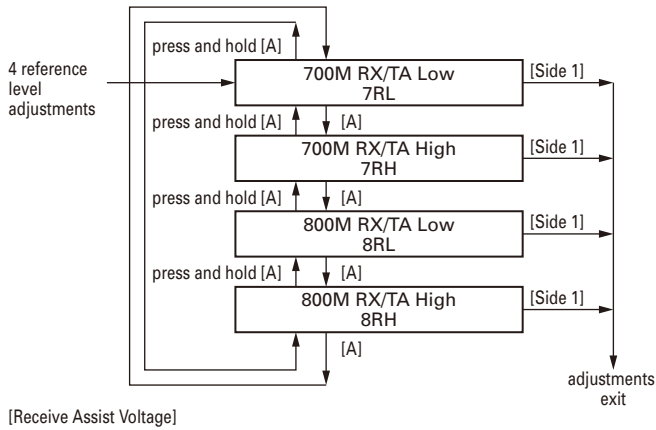 press and hold [A]
4 reference
level
adjustments
700M RX/TA Low
7RL
[Side 1]
press and hold [A]
[A]
700M RX/TA High
7RH
[Side 1]
press and hold [A]
[A]
800M RX/TA Low
8RL
[Side 1]
press and hold [A]
[A]
800M RX/TA High
8RH
[Side 1]
[A]
adjustments
exit
[Receive Assist Voltage]